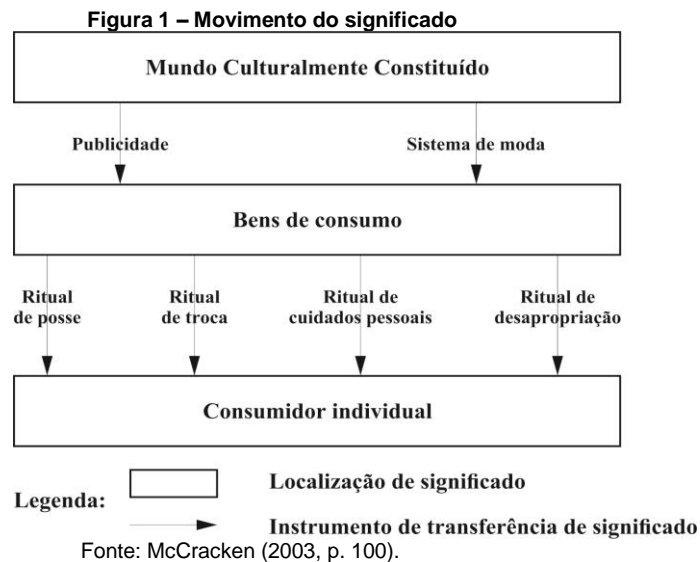 Figura 1 – Movimento do significado
Mundo Culturalmente Constituído
Publicidade
Sistema de moda
Bens de consumo
Ritual
de posse
Ritual
de troca
Ritual de
cuidados pessoais
Ritual de
desapropriação
Consumidor individual
Legenda:
Localização de significado
Instrumento de transferência de significado
Fonte: McCracken (2003, p. 100).